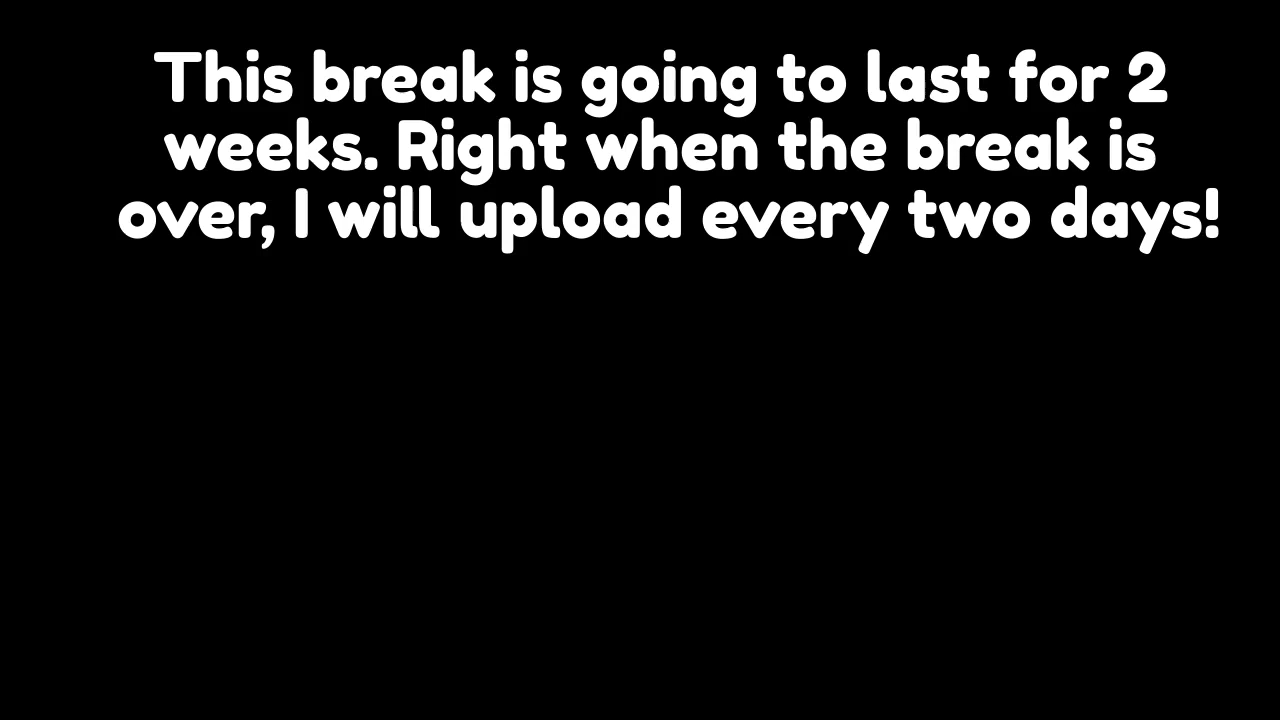 This break is going to last for 2
weeks. Right when the break is
over, I will upload every two days!